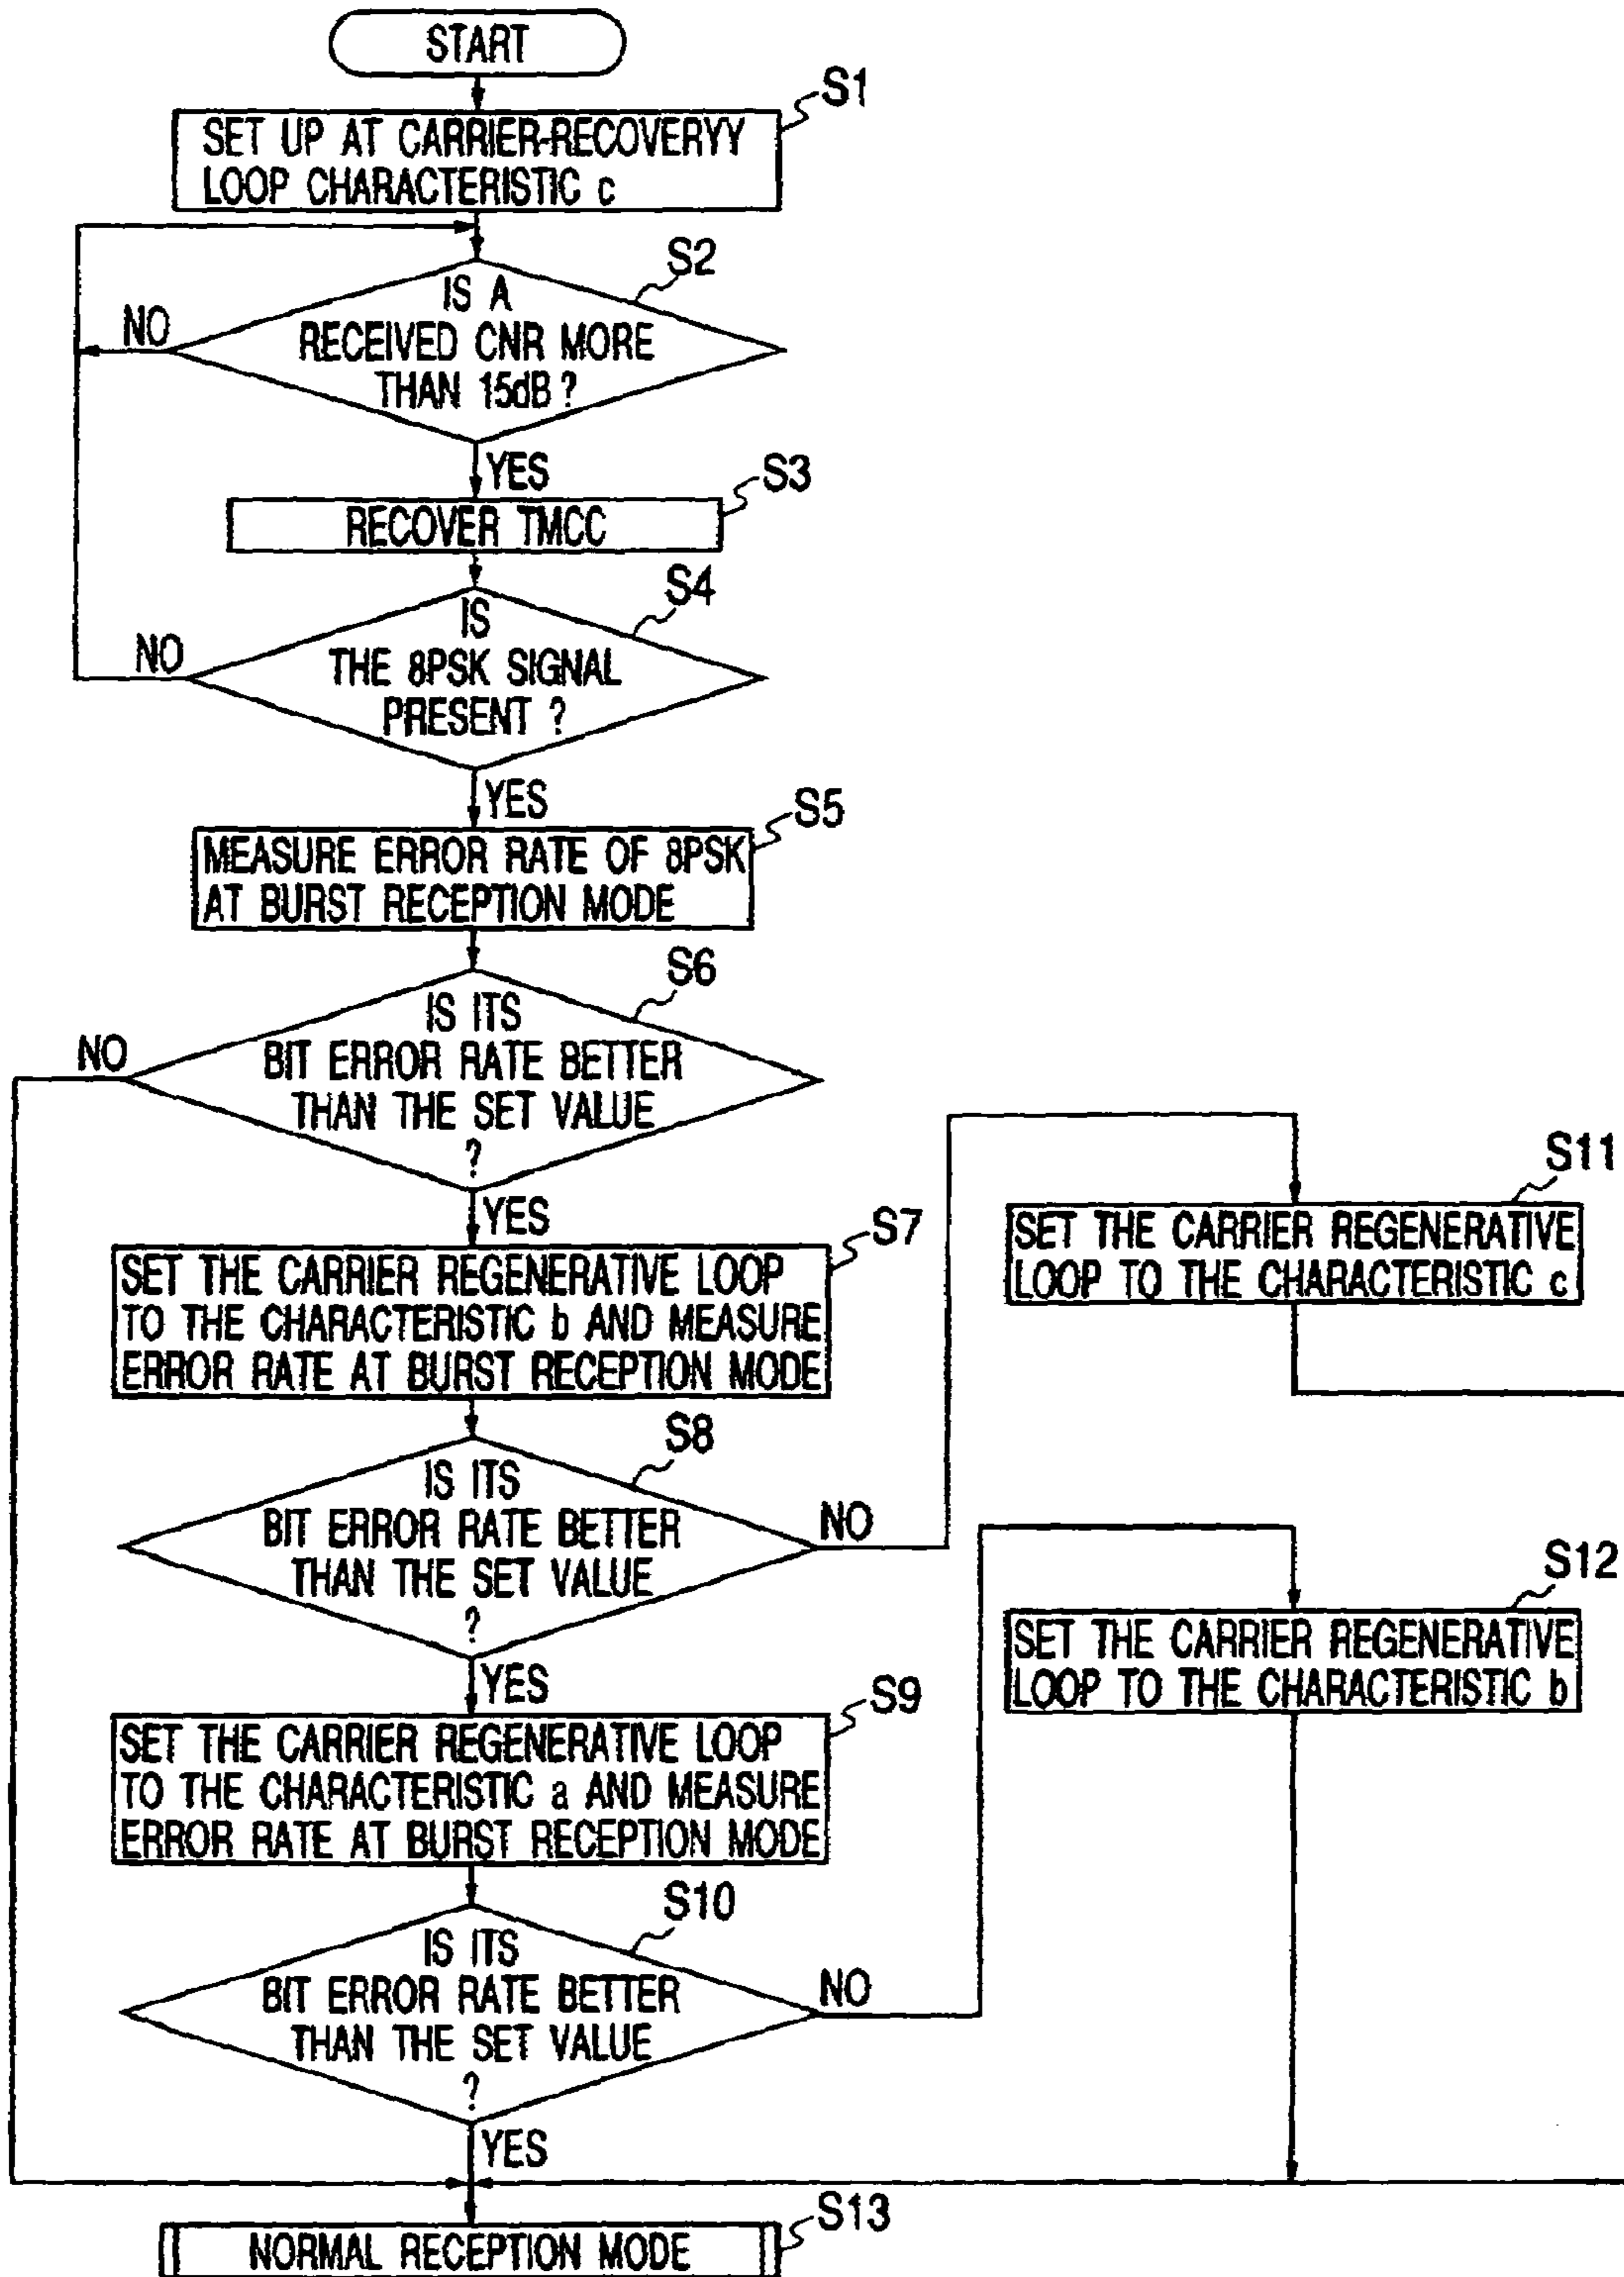 START
S1
SET UP AT CARRIER-RECOVERYY
LOOP CHARACTERISTIC c
S2
IS A
RECEIVED CNR MORE
THAN 15dB ?
NO
YES
S3
RECOVER TMCC
S4
IS
THE 8PSK SIGNAL
PRESENT ?
NO
YES
S5
MEASURE ERROR RATE OF 8PSK
AT BURST RECEPTION MODE
S6
IS ITS
BIT ERROR RATE BETTER
THAN THE SET VALUE
?
NO
YES
S7
SET THE CARRIER REGENERATIVE LOOP
TO THE CHARACTERISTIC b AND MEASURE
ERROR RATE AT BURST RECEPTION MODE
S8
IS ITS
BIT ERROR RATE BETTER
THAN THE SET VALUE
?
NO
YES
S11
SET THE CARRIER REGENERATIVE
LOOP TO THE CHARACTERISTIC c
S9
SET THE CARRIER REGENERATIVE LOOP
TO THE CHARACTERISTIC a AND MEASURE
ERROR RATE AT BURST RECEPTION MODE
S10
IS ITS
BIT ERROR RATE BETTER
THAN THE SET VALUE
?
NO
YES
S12
SET THE CARRIER REGENERATIVE
LOOP TO THE CHARACTERISTIC b
S13
NORMAL RECEPTION MODE